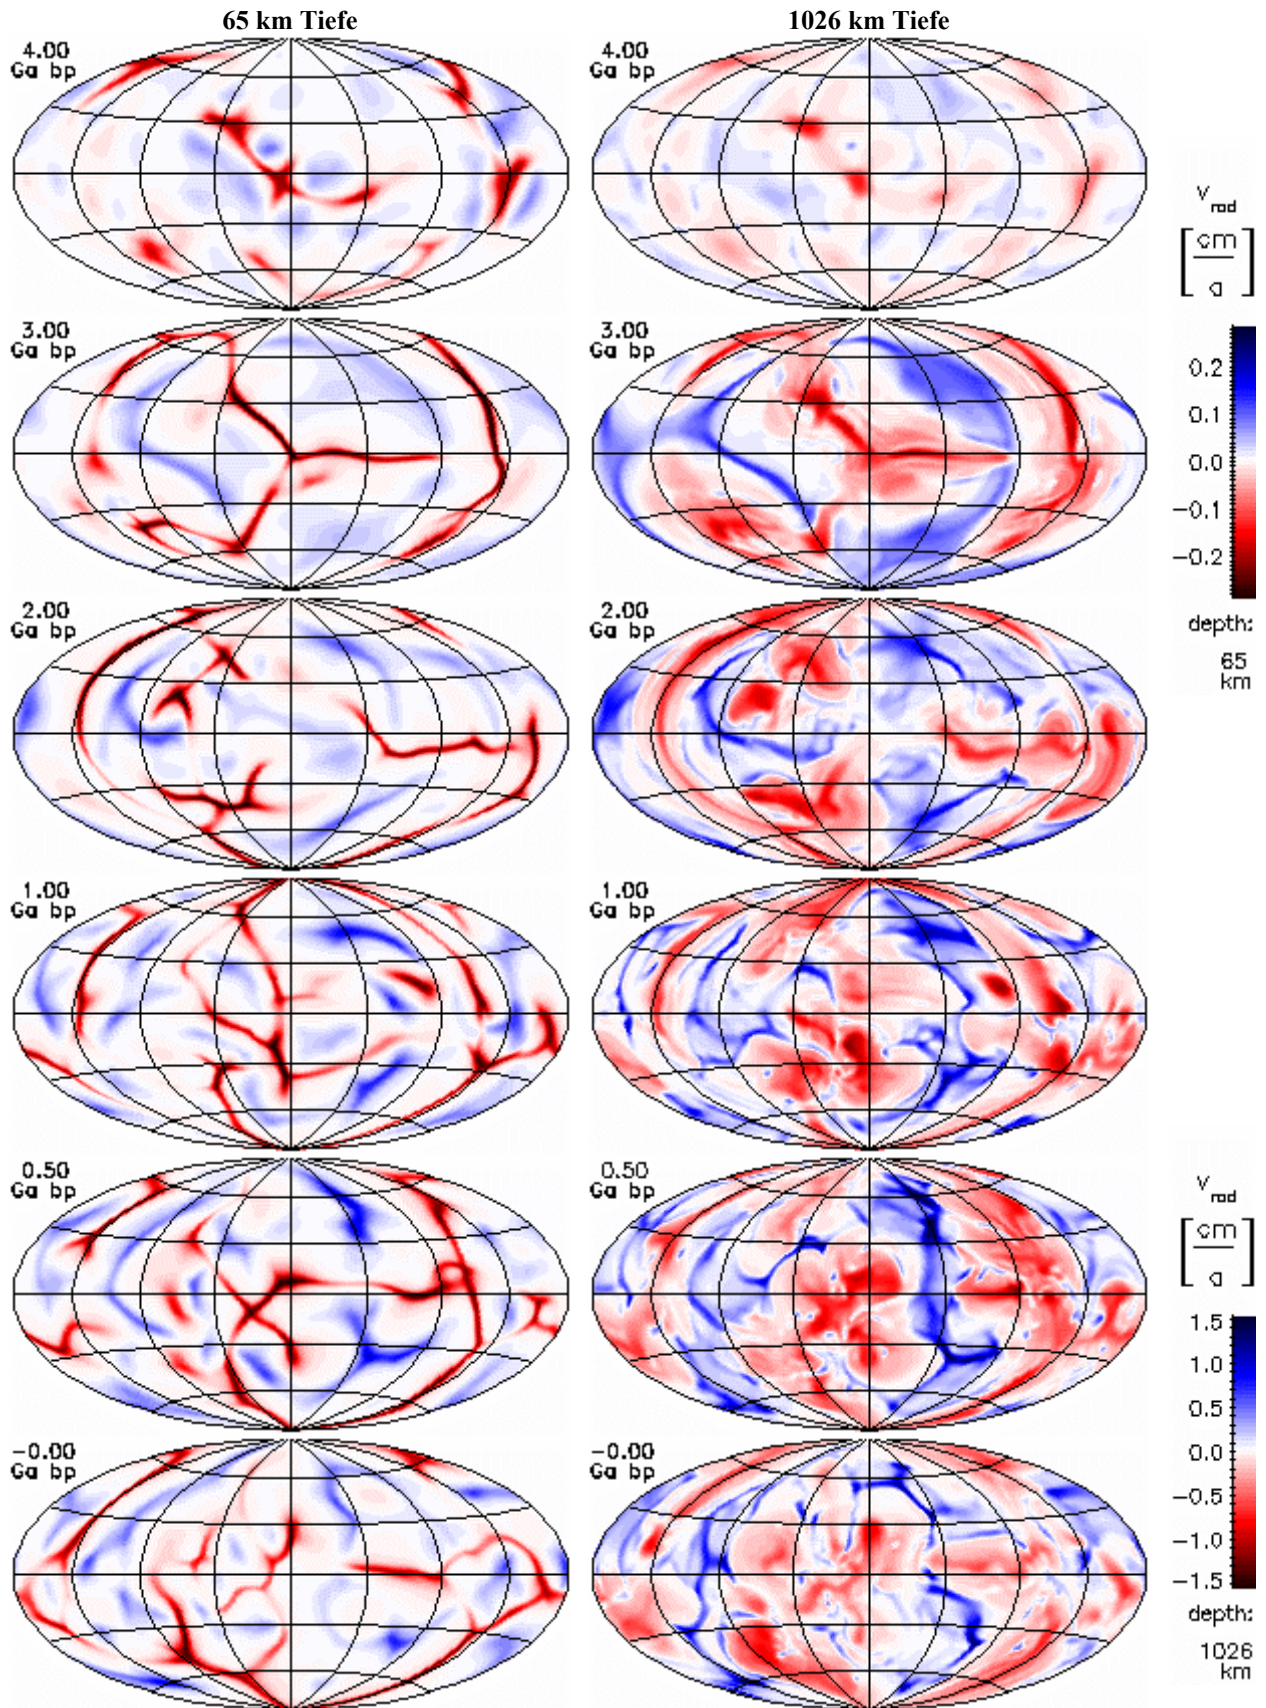 65 km Tiefe
1026 km Tiefe
4.00
Ga bp
4.00
Ga bp
3.00
Ga bp
3.00
Ga bp
2.00
Ga bp
2.00
Ga bp
1.00
Ga bp
1.00
Ga bp
0.50
Ga bp
0.50
Ga bp
-0.00
Ga bp
-0.00
Ga bp
v rad
[cm
a]
0.2
0.1
0.0
-0.1
-0.2
depth:
65
km
v rad
[cm
a]
1.5
1.0
0.5
0.0
-0.5
-1.0
-1.5
depth:
1026
km